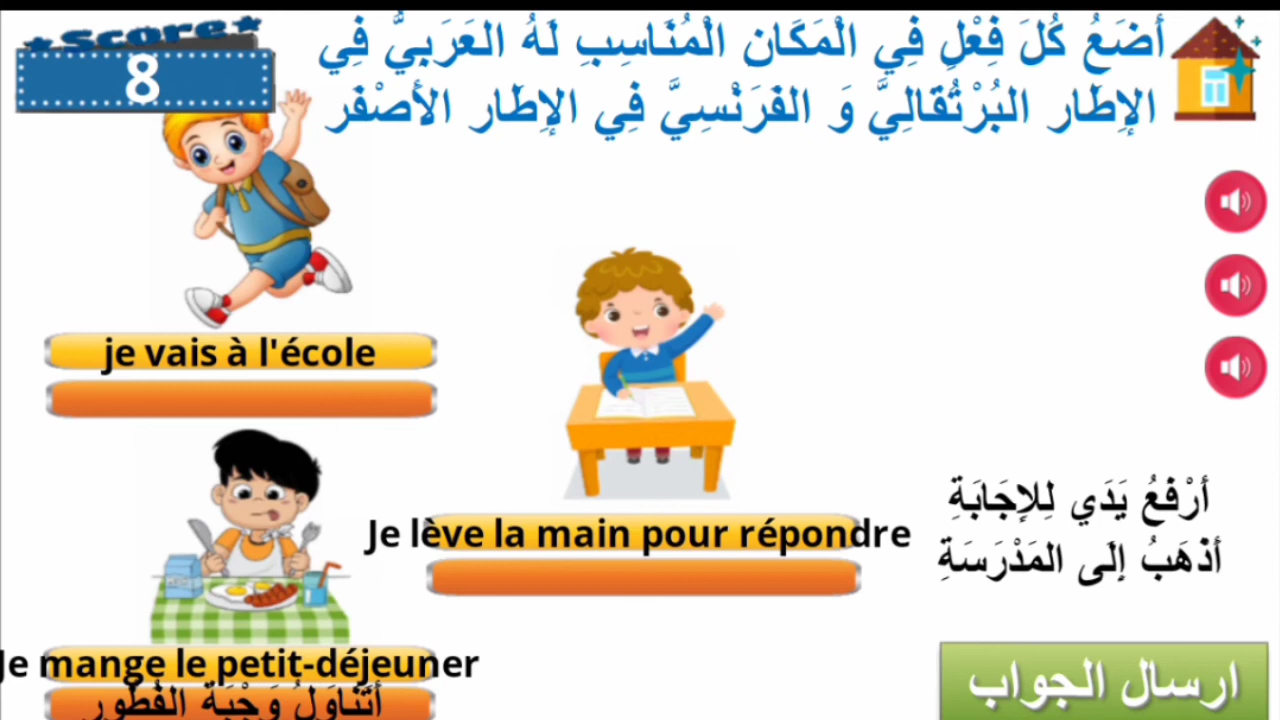 Score
8
أَضَعُ كُلَ فِعْلِ فِي الْمَكَان الْمُنَاسِبِ لَهُ العَرَبيَّ فِي
الإِطَار البُرْتُقالِيَّ وَ الفَرَنْسِيَّ فِي الإِطَار الأَصْفَر
je vais à l'école
Je lève la main pour répondre
أَرْفَعُ يَدَي لِلإِجَابَةِ
أَذْهَبُ إِلَى المَدْرَسَةِ
Je mange le petit-déjeuner
أَتَنَاوَلُ وَجْبَةَ الفُطُور
ارسال الجواب